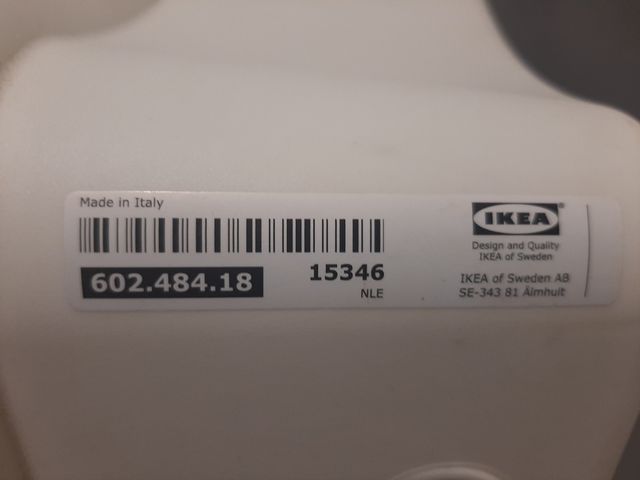 Made in Italy
602.484.18
15346
NLE
IKEA®
Design and Quality
IKEA of Sweden
IKEA of Sweden AB
SE-343 81 Älmhult